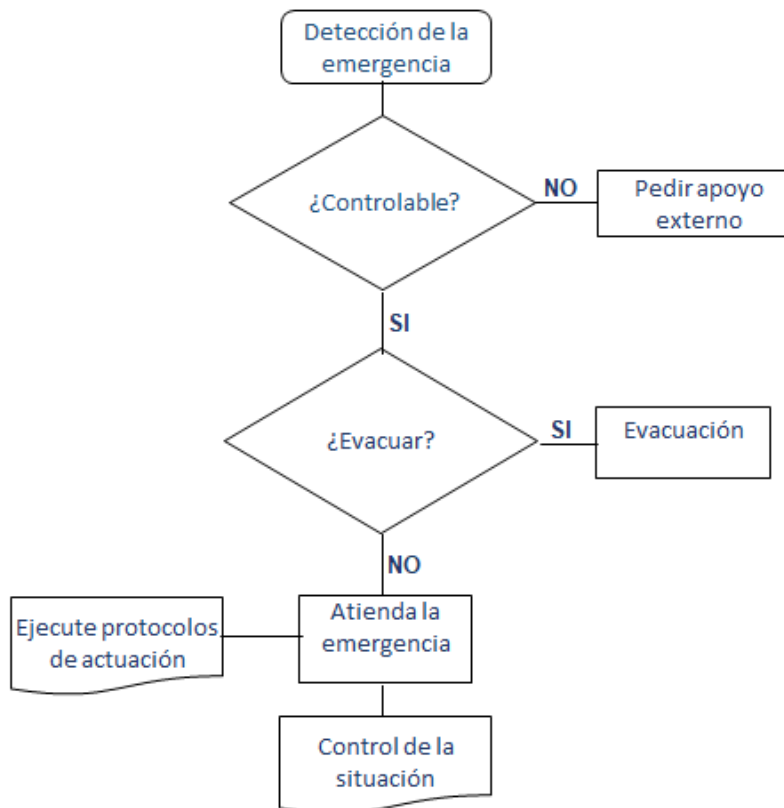 Detección de la
emergencia
¿Controlable?
NO
Pedir apoyo
externo
SI
¿Evacuar?
SI
Evacuación
NO
Atienda la
emergencia
Ejecute protocolos
de actuación
Control de la
situación